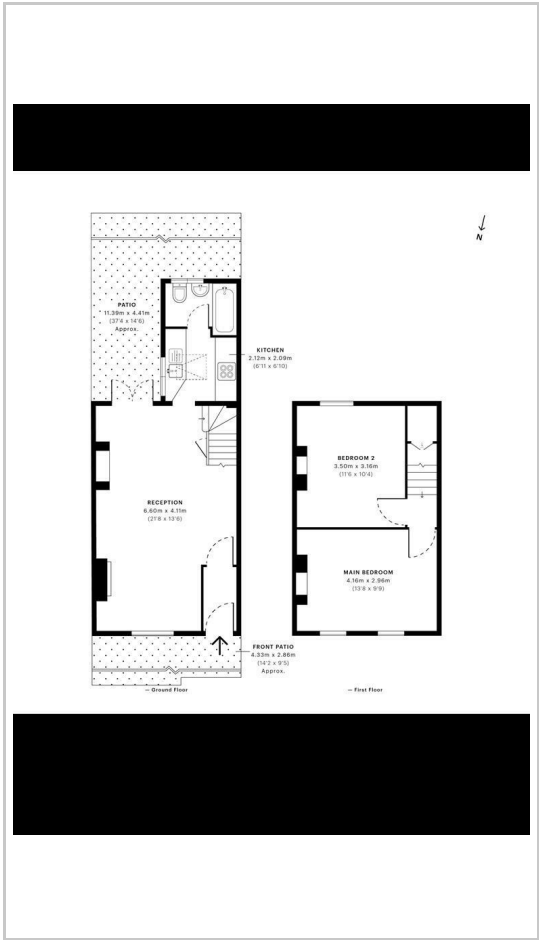 N
PATIO
11.39m x 4.41m
(37'4 x 14'6)
Approx.
KITCHEN
2.12m x 2.09m
(6'11 x 6'10)
RECEPTION
6.60m x 4.11m
(21'8 x 13'6)
BEDROOM 2
3.50m x 3.16m
(11'6 x 10'4)
MAIN BEDROOM
4.16m x 2.96m
(13'8 x 9'9)
FRONT PATIO
4.33m x 2.86m
(14'2 x 9'5)
Approx.
— Ground Floor
— First Floor